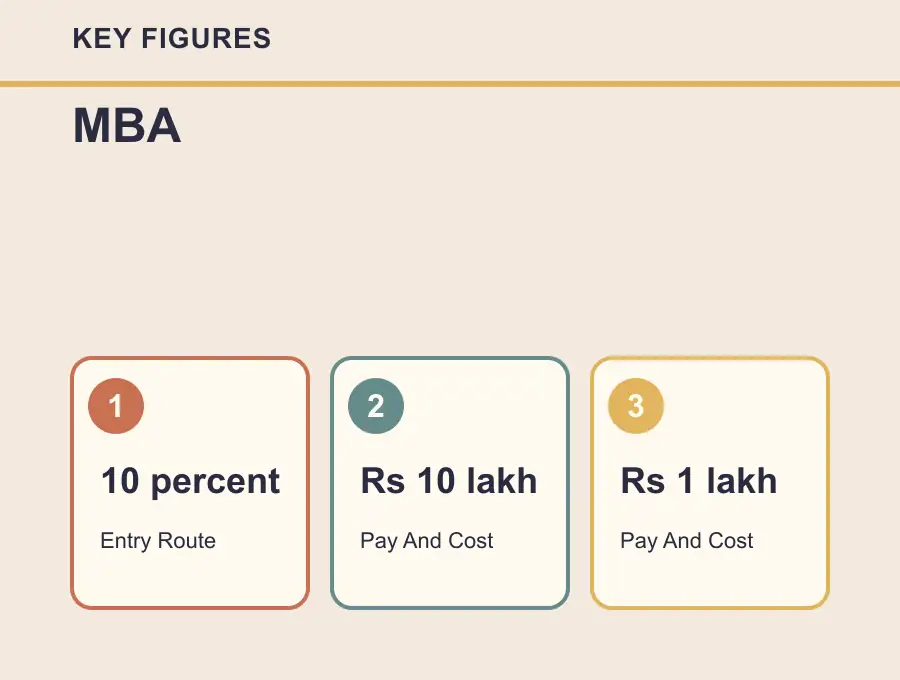 KEY FIGURES
MBA
1
10 percent
Entry Route
2
Rs 10 lakh
Pay And Cost
3
Rs 1 lakh
Pay And Cost